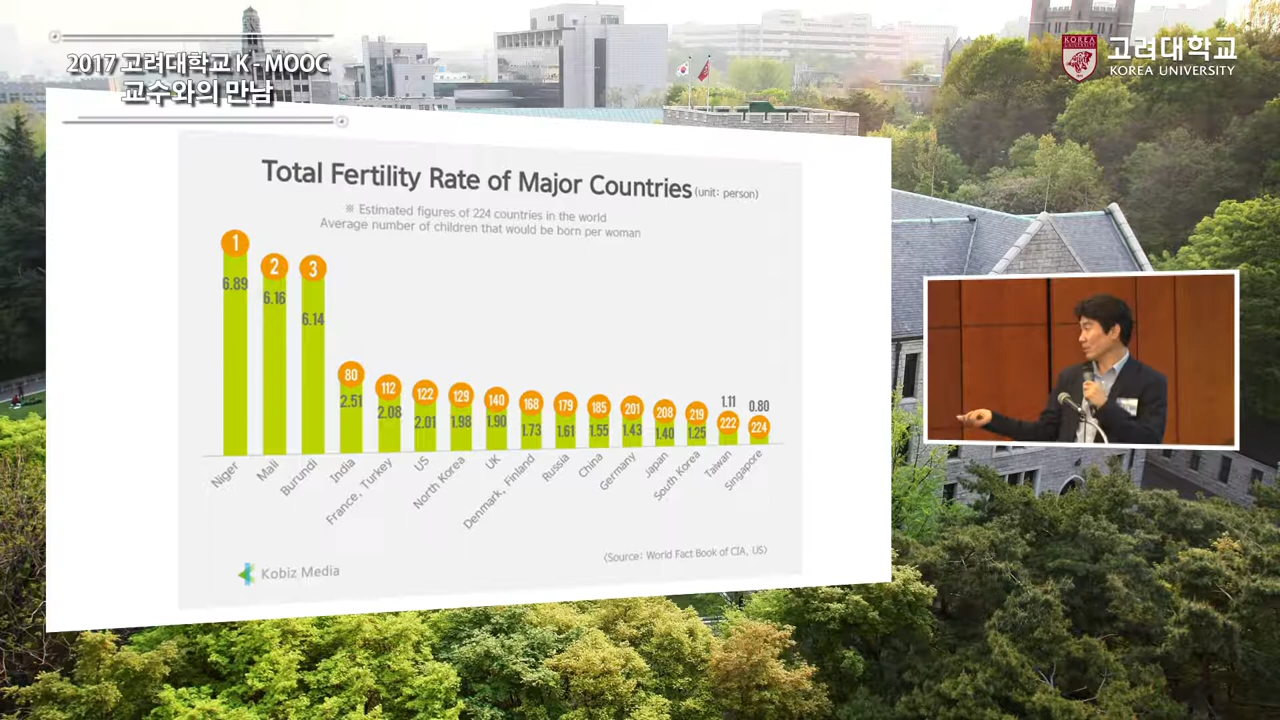 2017 고려대학교 K - MOOC
교수와의 만남
KOREA
UNIVERSITY
고려대학교
KOREA UNIVERSITY
Total Fertility Rate of Major Countries (unit: person)
※ Estimated figures of 224 countries in the world
Average number of children that would be born per woman
1 2 3 80 112 122 129 140 168 179 185 201 208 219 222 224
6.89 6.16 6.14 2.51 2.08 2.01 1.98 1.90 1.73 1.61 1.55 1.43 1.40 1.25 1.11 0.80
Niger
Mali
Burundi
India
France, Turkey
US
North Korea
UK
Denmark, Finland
Russia
China
Germany
Japan
South Korea
Taiwan
Singapore
<Source: World Fact Book of CIA, US>
Kobiz Media